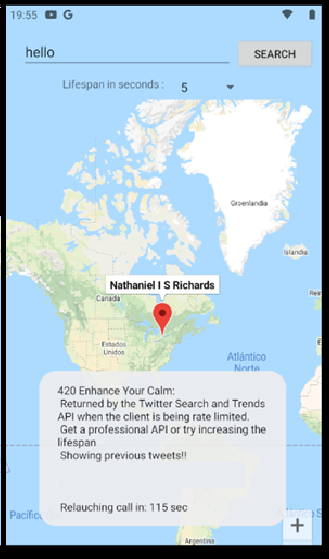 19:55
hello
SEARCH
Lifespan in seconds :
5
Groenlandia
Islandia
Nathaniel I S Richards
Canadá
Estados
Unidos
Atlántico
Norte
420 Enhance Your Calm:
Returned by the Twitter Search and Trends
API when the client is being rate limited.
Get a professional API or try increasing the
lifespan
Showing previous tweets!!
Relauching call in: 115 sec
Argentina
+